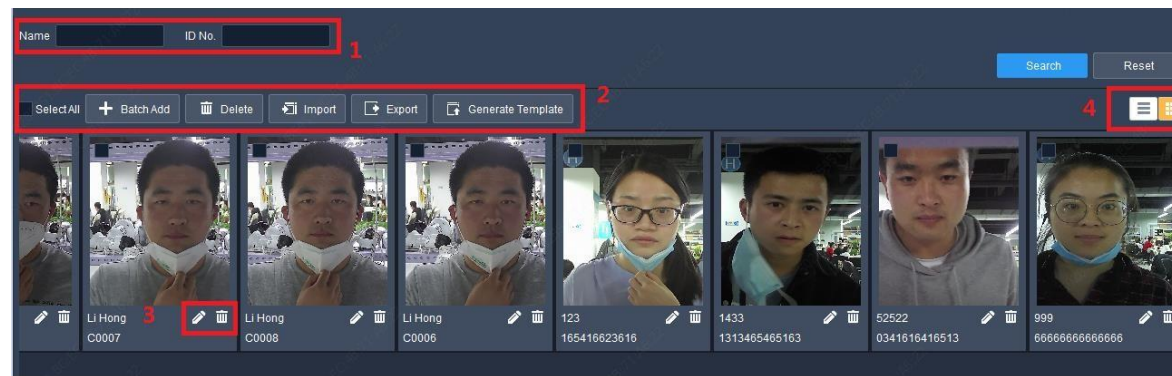 Name ID No.
1
Search Reset
Select All Batch Add Delete Import Export Generate Template
2
4
3
Li Hong Li Hong Li Hong 123 1433 52522 999
C0007 C0008 C0006 165416623616 1313465465163 0341616416513 66666666666666